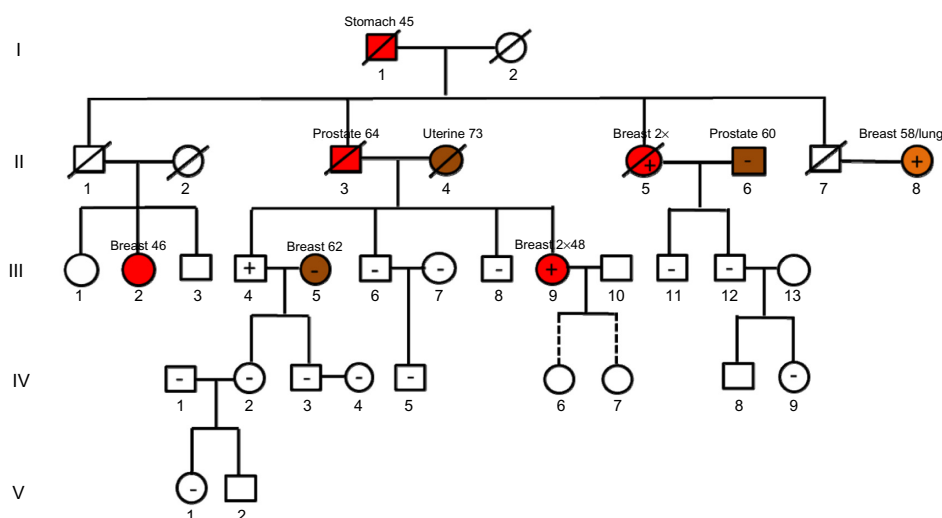 Stomach 45
I
1 2
Prostate 64 Uterine 73 Breast 2× Prostate 60 Breast 58/lung
II
+ - +
1 2 3 4 5 6 7 8
Breast 46 Breast 62 Breast 2×48
III
+ - - - - + - -
1 2 3 4 5 6 7 8 9 10 11 12 13
IV
- - - - - -
1 2 3 4 5 6 7 8 9
V
-
1 2